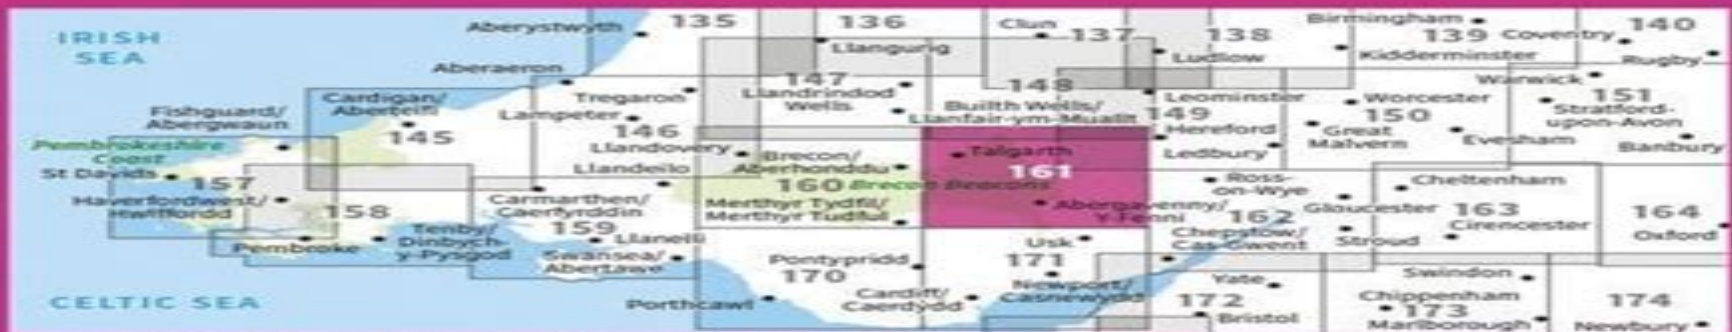 IRISH
SEA
Aberystwyth
135
136
Clun
137
138
Birmingham
139
Coventry
140
Llangurig
Ludlow
Kidderminster
Rugby
Aberaeron
147
148
Warwick
Cardigan/
Aberteifi
Tregaron
Llandrindod
Wells
Leominster
Worcester
151
Fishguard/
Abergwaun
Lampeter
Builth Wells/
Llanfair-ym-Muallt
149
150
Stratford-
upon-Avon
145
146
Hereford
Great
Malvern
Evesham
Banbury
Pembrokeshire
Coast
Llandovery
Brecon/
Aberhonddu
Talgarth
Ledbury
St Davids
Llandeilo
161
157
160
Brecon Beacons
Ross-
on-Wye
Cheltenham
Haverfordwest/
Hwlffordd
158
Carmarthen/
Caerfyrddin
Merthyr Tydfil/
Merthyr Tudful
Abergavenny/
Y-Fenni
162
Gloucester
163
164
Tenby/
Dinbych-
y-Pysgod
159
Llanelli
Usk
Chepstow/
Cas-Gwent
Stroud
Cirencester
Oxford
Pembroke
Swansea/
Abertawe
Pontypridd
170
171
Yate
Swindon
CELTIC SEA
Porthcawl
Cardiff/
Caerdydd
Newport/
Casnewydd
172
Bristol
Chippenham
173
Marlborough
174
Newbury